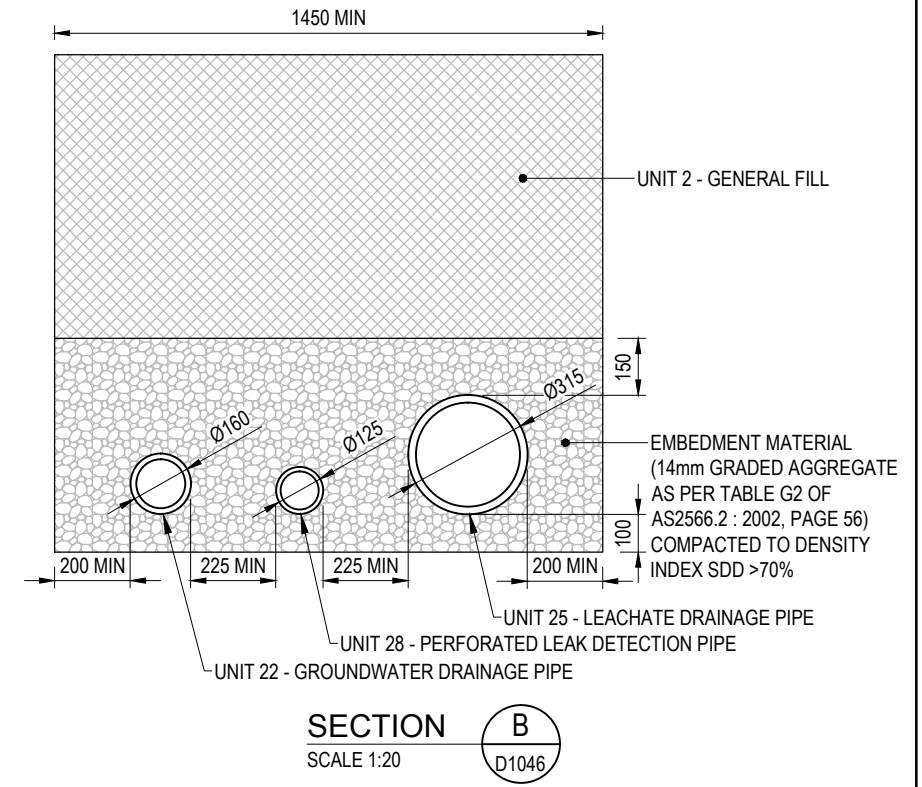 1450 MIN
UNIT 2 - GENERAL FILL
150
Ø315
Ø160
Ø125
EMBEDMENT MATERIAL
(14mm GRADED AGGREGATE
AS PER TABLE G2 OF
AS2566.2 : 2002, PAGE 56)
COMPACTED TO DENSITY
INDEX SDD >70%
100
200 MIN
225 MIN
225 MIN
200 MIN
UNIT 25 - LEACHATE DRAINAGE PIPE
UNIT 28 - PERFORATED LEAK DETECTION PIPE
UNIT 22 - GROUNDWATER DRAINAGE PIPE
SECTION
SCALE 1:20
B
D1046